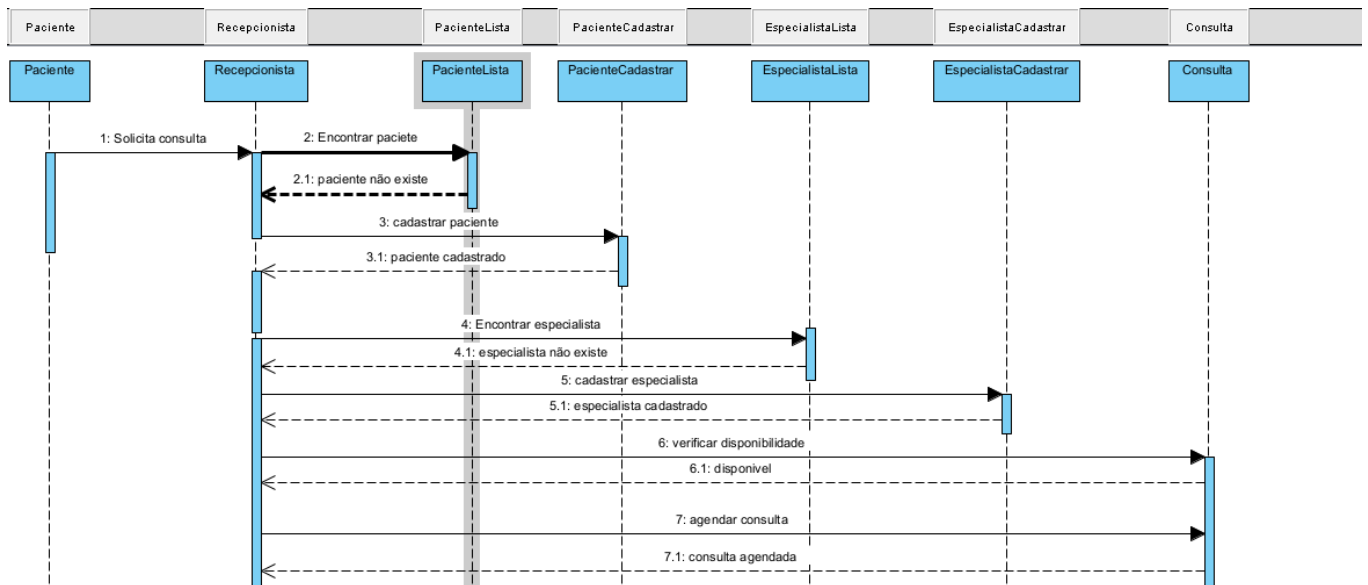 Paciente
Recepcionista
PacienteLista
PacienteCadastrar
EspecialistaLista
EspecialistaCadastrar
Consulta
Paciente
Recepcionista
PacienteLista
PacienteCadastrar
EspecialistaLista
EspecialistaCadastrar
Consulta
1: Solicita consulta
2: Encontrar paciete
2.1: paciente não existe
3: cadastrar paciente
3.1: paciente cadastrado
4: Encontrar especialista
4.1: especialista não existe
5: cadastrar especialista
5.1: especialista cadastrado
6: verificar disponibilidade
6.1: disponivel
7: agendar consulta
7.1: consulta agendada